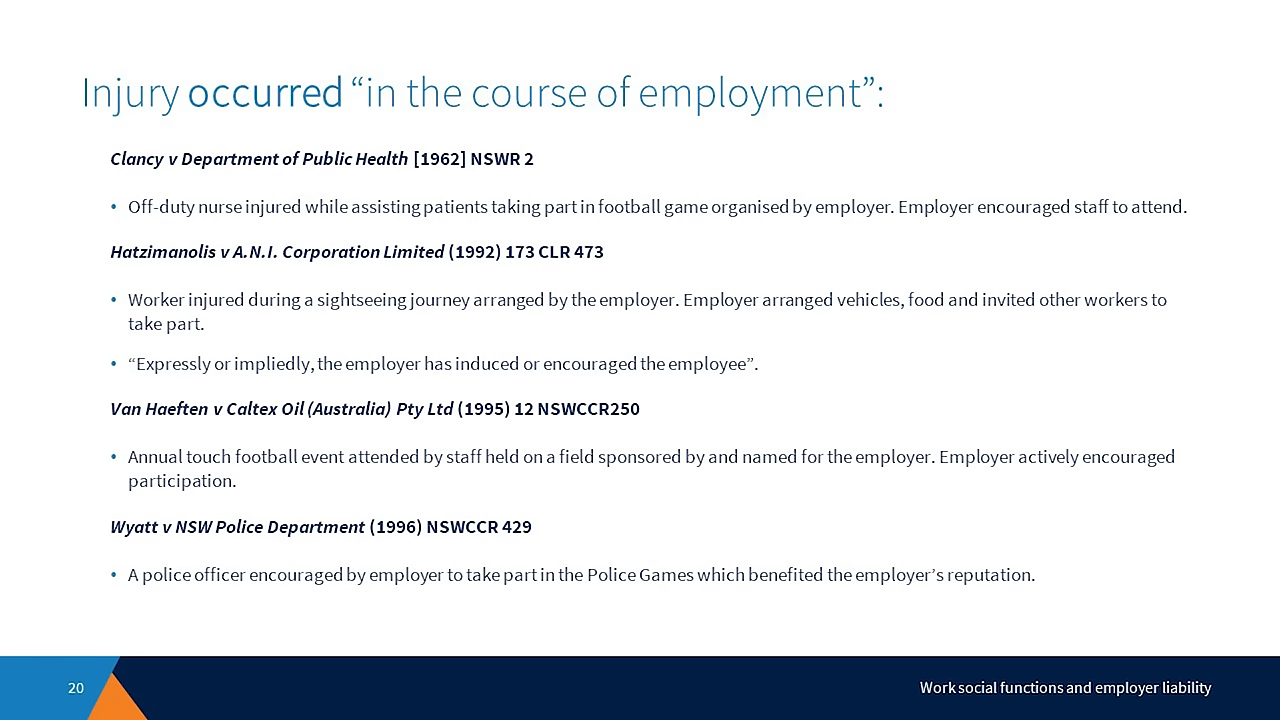 Injury occurred “in the course of employment”:
Clancy v Department of Public Health [1962] NSWR 2
• Off-duty nurse injured while assisting patients taking part in football game organised by employer. Employer encouraged staff to attend.
Hatzimanolis v A.N.I. Corporation Limited (1992) 173 CLR 473
• Worker injured during a sightseeing journey arranged by the employer. Employer arranged vehicles, food and invited other workers to
take part.
• “Expressly or impliedly, the employer has induced or encouraged the employee”.
Van Haeften v Caltex Oil (Australia) Pty Ltd (1995) 12 NSWCCR250
• Annual touch football event attended by staff held on a field sponsored by and named for the employer. Employer actively encouraged
participation.
Wyatt v NSW Police Department (1996) NSWCCR 429
• A police officer encouraged by employer to take part in the Police Games which benefited the employer’s reputation.
20
Work social functions and employer liability